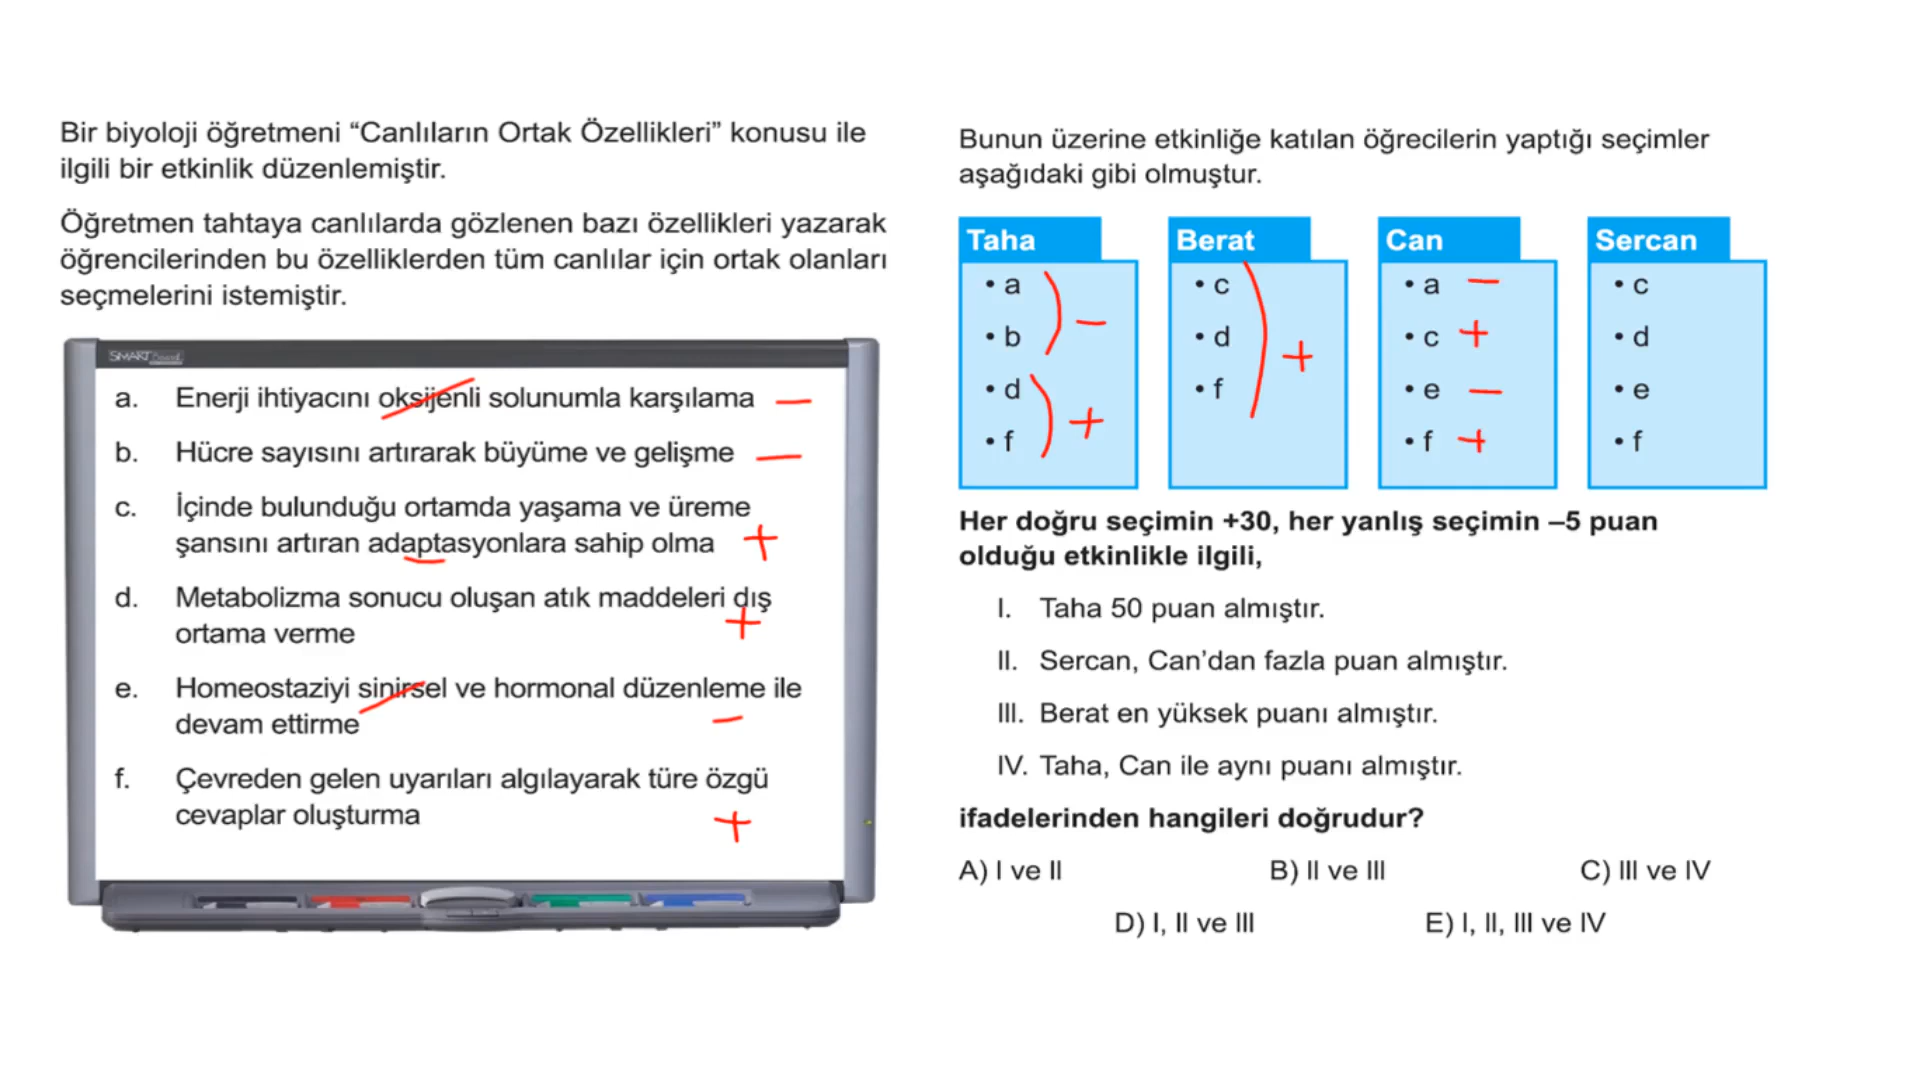 Bir biyoloji öğretmeni “Canlıların Ortak Özellikleri” konusu ile
ilgili bir etkinlik düzenlemiştir.
Öğretmen tahtaya canlılarda gözlenen bazı özellikleri yazarak
öğrencilerinden bu özelliklerden tüm canlılar için ortak olanları
seçmelerini istemiştir.
SMART Board
a. Enerji ihtiyacını oksijenli solunumla karşılama –
b. Hücre sayısını artırarak büyüme ve gelişme –
c. İçinde bulunduğu ortamda yaşama ve üreme
şansını artıran adaptasyonlara sahip olma +
d. Metabolizma sonucu oluşan atık maddeleri dış
ortama verme +
e. Homeostaziyi sinirsel ve hormonal düzenleme ile
devam ettirme –
f. Çevreden gelen uyarıları algılayarak türe özgü
cevaplar oluşturma +
Bunun üzerine etkinliğe katılan öğrecilerin yaptığı seçimler
aşağıdaki gibi olmuştur.
Taha
• a
• b
–
• d
• f
+
Berat
• c
• d
• f
+
Can
• a –
• c +
• e –
• f +
Sercan
• c
• d
• e
• f
Her doğru seçimin +30, her yanlış seçimin –5 puan
olduğu etkinlikle ilgili,
I. Taha 50 puan almıştır.
II. Sercan, Can’dan fazla puan almıştır.
III. Berat en yüksek puanı almıştır.
IV. Taha, Can ile aynı puanı almıştır.
ifadelerinden hangileri doğrudur?
A) I ve II B) II ve III C) III ve IV
D) I, II ve III E) I, II, III ve IV